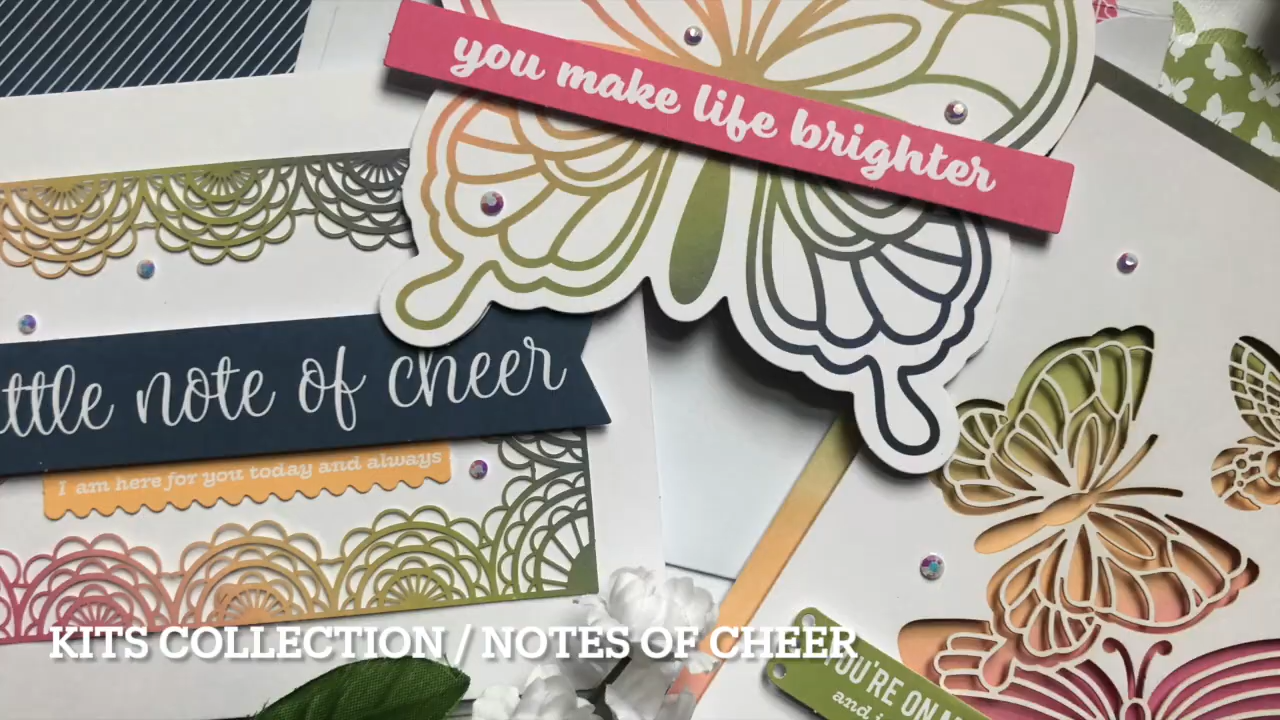 you make life brighter
note of cheer
I am here for you today and always
KITS COLLECTION / NOTES OF CHEER
YOU'RE ON
and